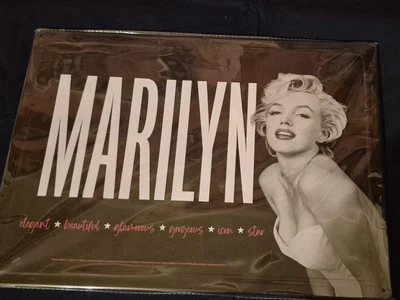 MARILYN
elegant ★ beautiful ★ glamorous ★ gorgeous ★ icon ★ star